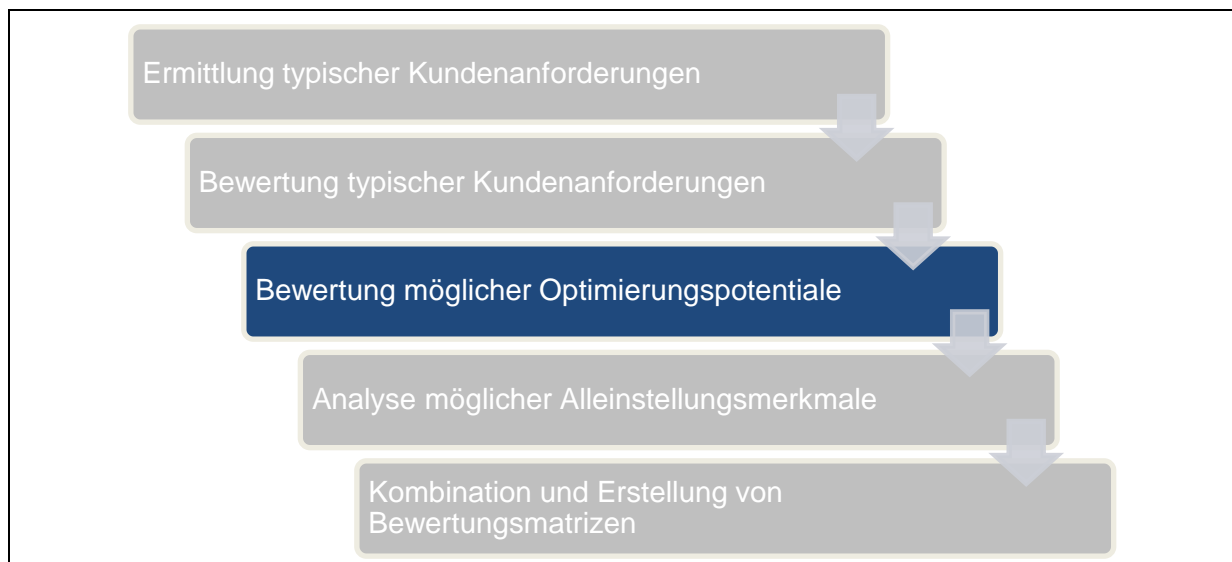 Ermittlung typischer Kundenanforderungen
Bewertung typischer Kundenanforderungen
Bewertung möglicher Optimierungspotentiale
Analyse möglicher Alleinstellungsmerkmale
Kombination und Erstellung von
Bewertungsmatrizen